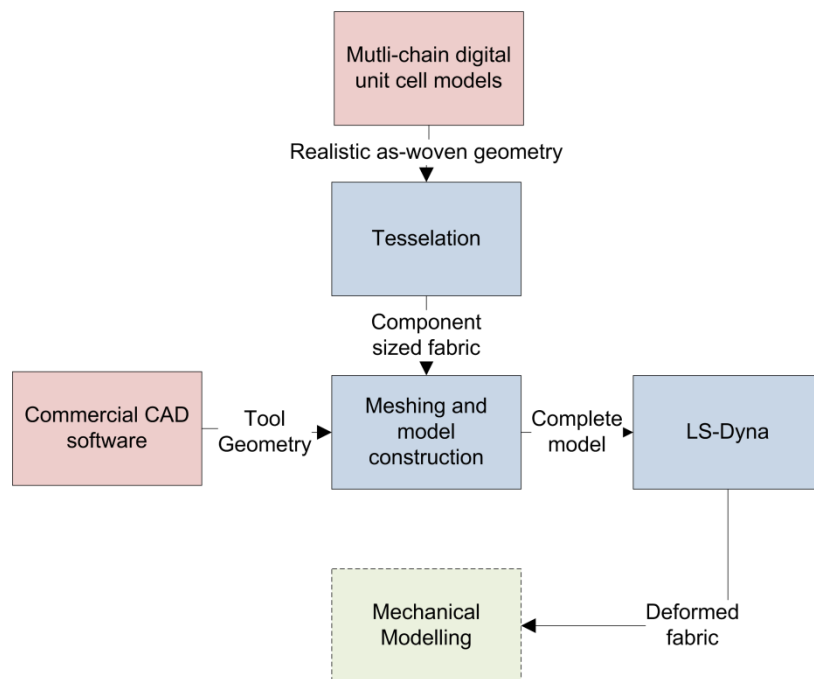 Mutli-chain digital
unit cell models
Realistic as-woven geometry
Tesselation
Component
sized fabric
Commercial CAD
software
Tool
Geometry
Meshing and
model
construction
Complete
model
LS-Dyna
Mechanical
Modelling
Deformed
fabric